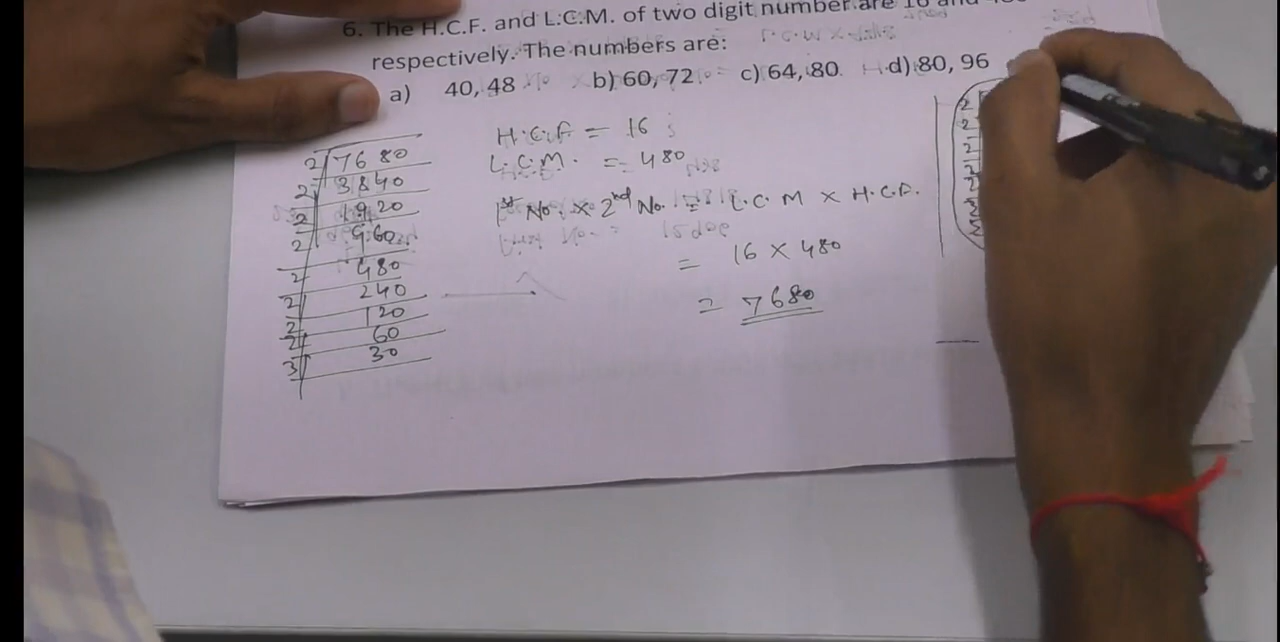 6. The H.C.F. and L.C.M. of two digit number are 16 and
respectively. The numbers are:
a) 40, 48 b) 60, 72 c) 64, 80 d) 80, 96
H.C.F = 16
L.C.M. = 480
1st No. × 2nd No. = L.C.M × H.C.F.
= 16 × 480
= 7680
2 7680
2 3840
2 1920
2 960
2 480
2 240
2 120
2 60
3 30